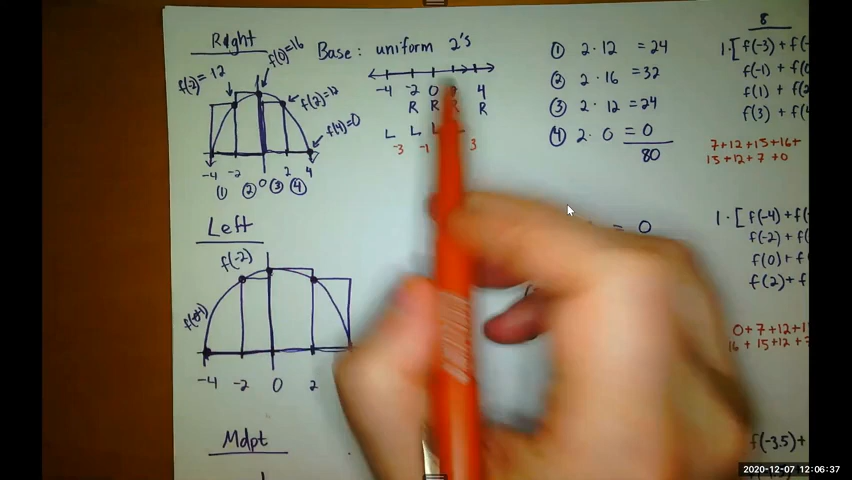 Right
f(-2) = 12
f(0)=16
f(2)=12
f(4)=0
-4 -2 0 2 4
① ② ③ ④
Base: uniform 2's
-4 -2 0 4
R R R R
L L L
-3 -1 3
① 2·12 = 24
② 2·16 = 32
③ 2·12 = 24
④ 2·0 = 0
80
8
1·[f(-3) + f(-
f(-1) + f(0
f(1) + f(2
f(3) + f(4
7+12+15+16+
15+12+7+0
Left
f(-2)
-4 -2 0 2
= 0
1·[f(-4) + f(-
f(-2) + f(
f(0) + f(
f(2) + f(
0+7+12+1
16+15+12+7
Mdpt
f(-3.5)+
2020-12-07 12:06:37